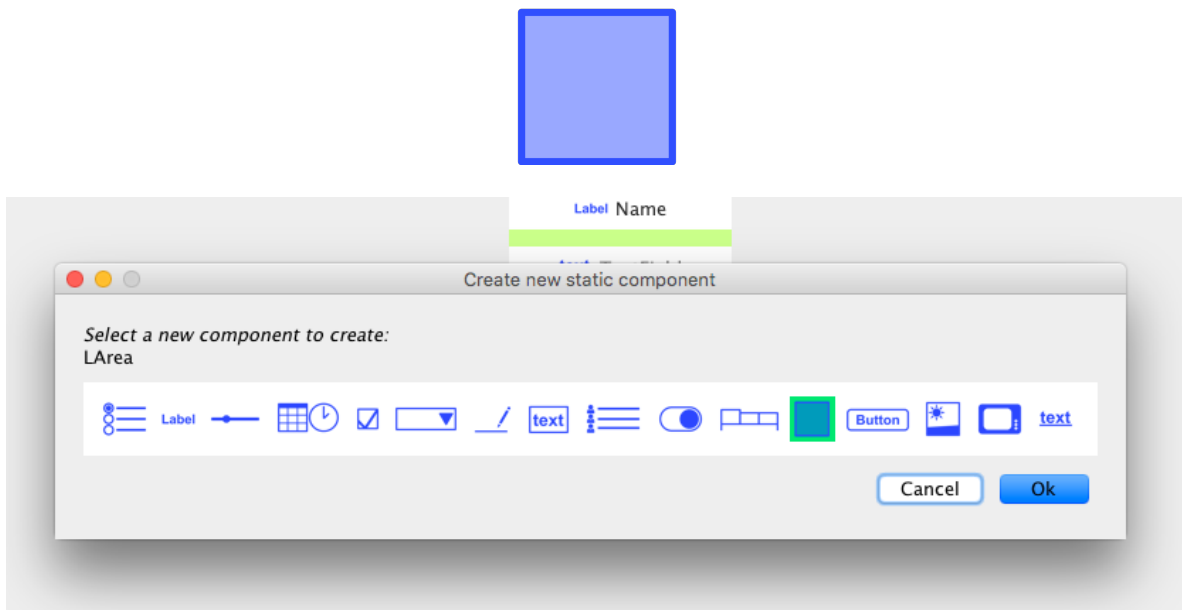 Label Name
Create new static component
Select a new component to create:
LArea
Label text Button text
Cancel Ok